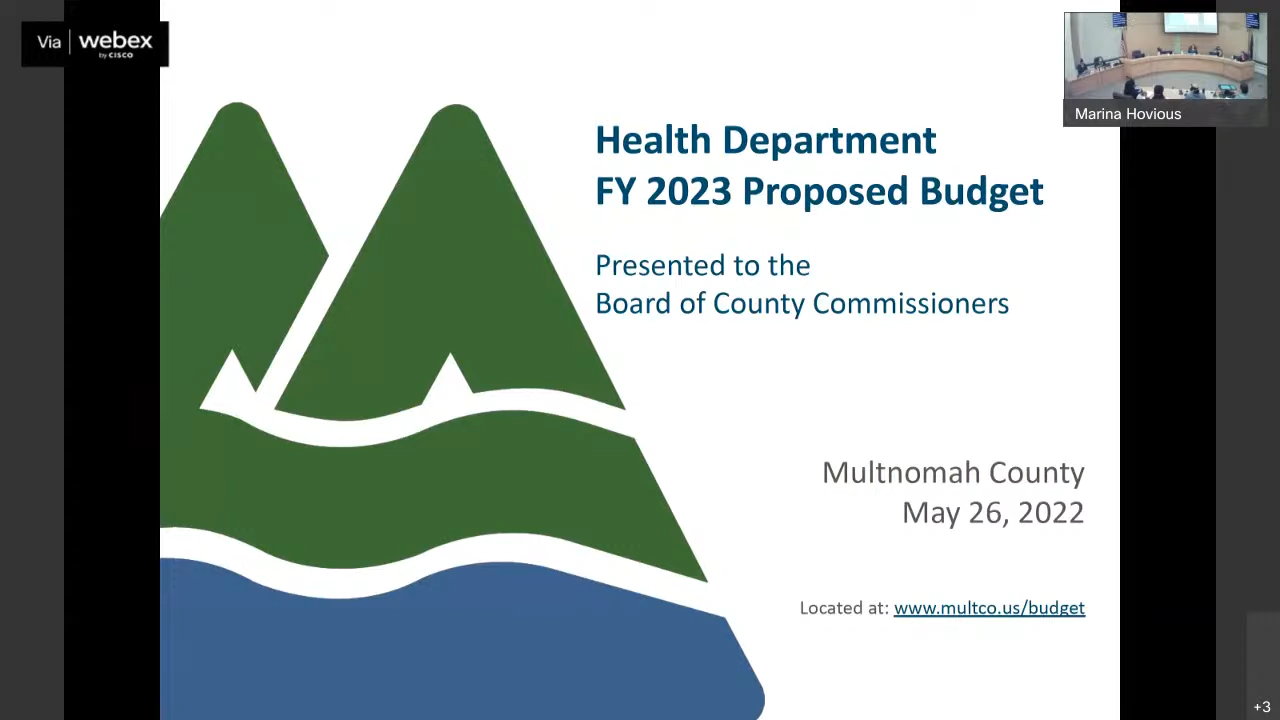 Via webex
by CISCO
Marina Hovious
Health Department
FY 2023 Proposed Budget
Presented to the
Board of County Commissioners
Multnomah County
May 26, 2022
Located at: www.multco.us/budget
+3